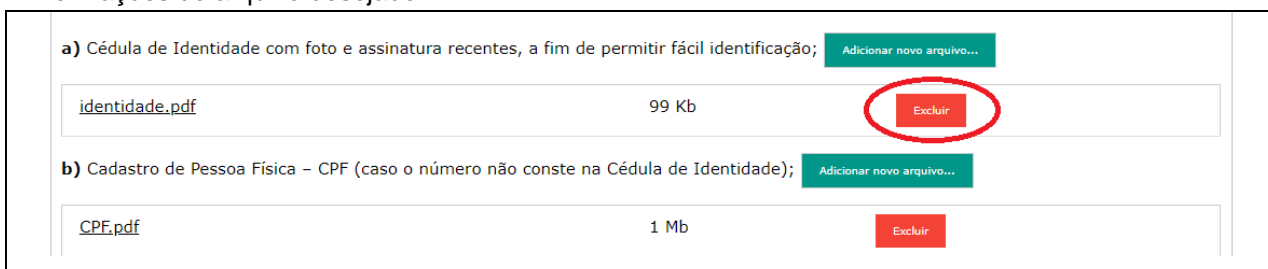 a) Cédula de Identidade com foto e assinatura recentes, a fim de permitir fácil identificação; Adicionar novo arquivo...
identidade.pdf 99 Kb Excluir
b) Cadastro de Pessoa Física – CPF (caso o número não conste na Cédula de Identidade); Adicionar novo arquivo...
CPF.pdf 1 Mb Excluir